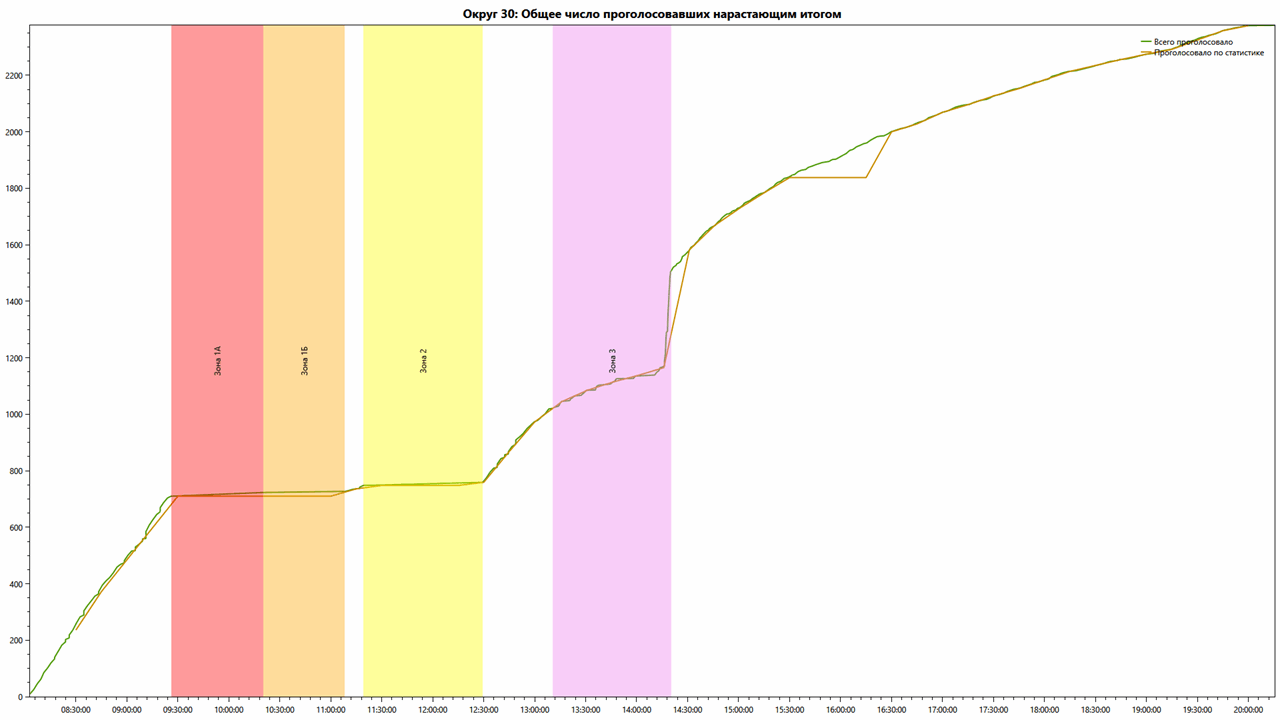 Округ 30: Общее число проголосовавших нарастающим итогом
Всего проголосовало
Проголосовало по статистике
2200
2000
1800
1600
1400
1200
1000
800
600
400
200
0
Зона 1А
Зона 1Б
Зона 2
Зона 3
08:30:00 09:00:00 09:30:00 10:00:00 10:30:00 11:00:00 11:30:00 12:00:00 12:30:00 13:00:00 13:30:00 14:00:00 14:30:00 15:00:00 15:30:00 16:00:00 16:30:00 17:00:00 17:30:00 18:00:00 18:30:00 19:00:00 19:30:00 20:00:00